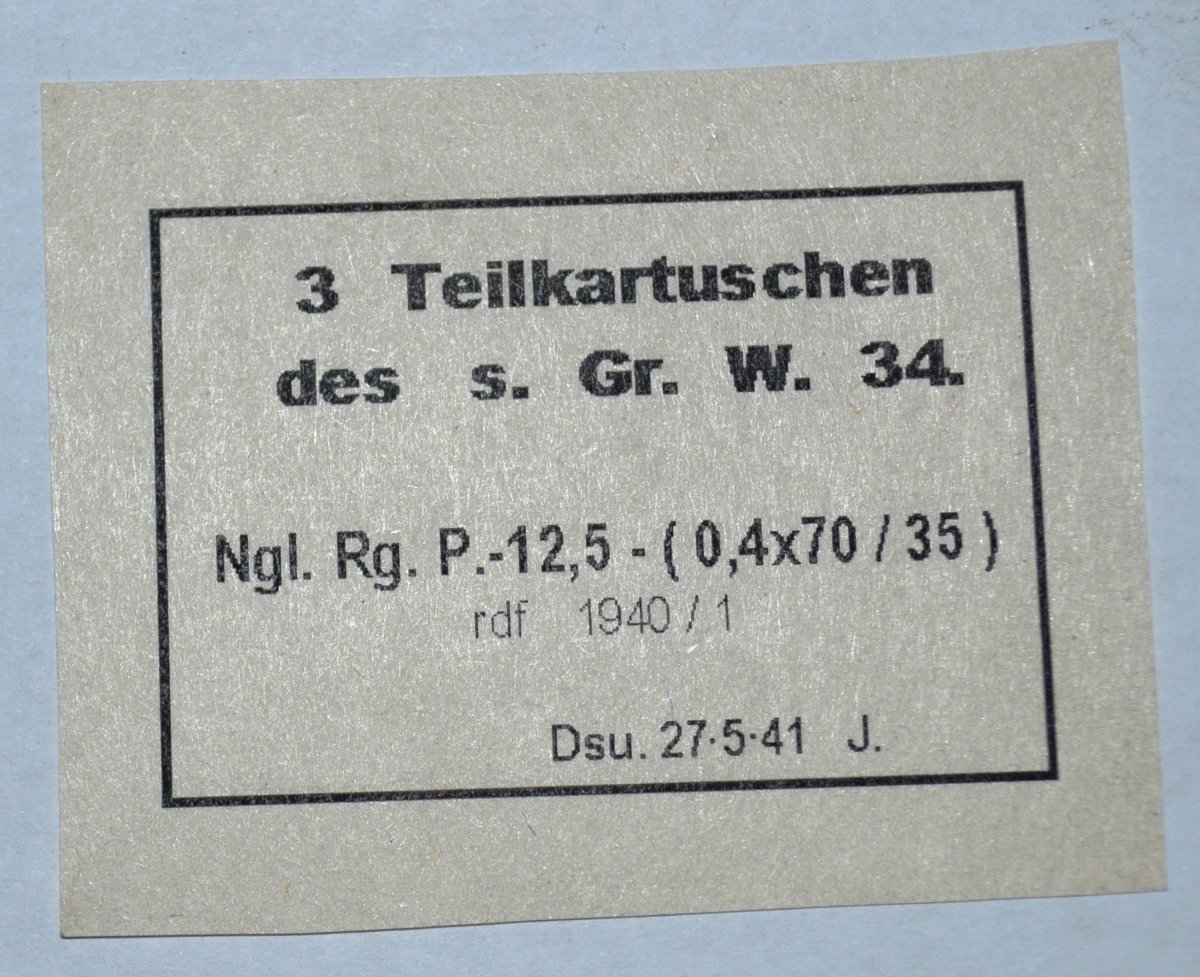 3 Teilkartuschen
des s. Gr. W. 34.
Ngl. Rg. P.-12,5 - ( 0,4x70 / 35 )
rdf 1940 / 1
Dsu. 27·5·41 J.